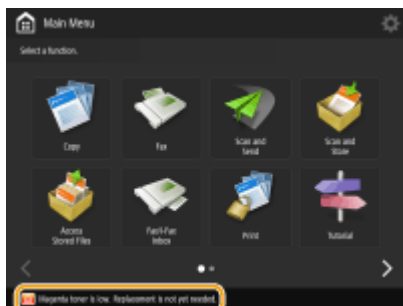 Main Menu
Select a function.
Copy
Fax
Scan and
Send
Scan and
Store
Access
Stored Files
Fax/I-Fax
Inbox
Print
Tutorial
Magenta toner is low. Replacement is not yet needed.